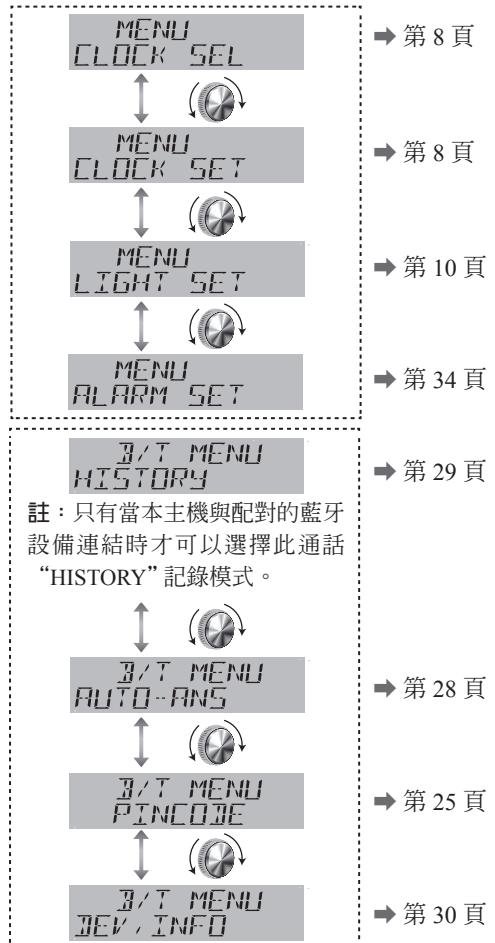 MENU
CLOCK SEL
➡ 第 8 頁
MENU
CLOCK SET
➡ 第 8 頁
MENU
LIGHT SET
➡ 第 10 頁
MENU
ALARM SET
➡ 第 34 頁
B/T MENU
HISTORY
➡ 第 29 頁
註：只有當本主機與配對的藍牙
設備連結時才可以選擇此通話
“HISTORY”記錄模式。
B/T MENU
AUTO-ANS
➡ 第 28 頁
B/T MENU
PINCODE
➡ 第 25 頁
B/T MENU
DEV.INFO
➡ 第 30 頁